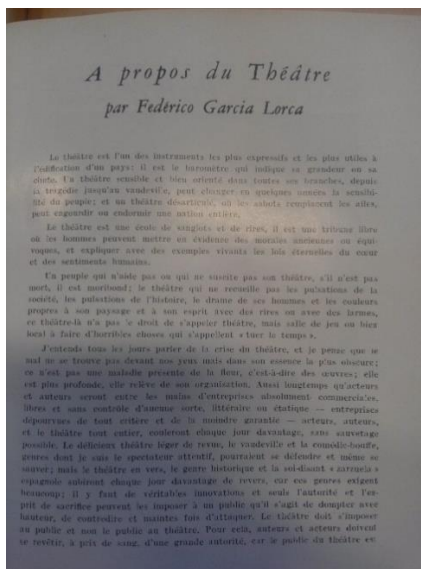 A propos du Théâtre
par Fedérico Garcia Lorca
Le théâtre est l'un des instruments les plus expressifs et les plus utiles à
l'édification d'un pays; il est le baromètre qui indique sa grandeur ou sa
chute. Un théâtre sensible et bien orienté dans toutes ses branches, depuis
la tragédie jusqu'au vaudeville, peut changer en quelques années la sensibi-
lité du peuple; et un théâtre désarticulé, où les sabots remplacent les ailes,
peut engourdir ou endormir une nation entière.
Le théâtre est une école de sanglots et de rires, il est une tribune libre
où les hommes peuvent mettre en évidence des morales anciennes ou équi-
voques, et expliquer avec des exemples vivants les lois éternelles du cœur
et des sentiments humains.
Un peuple qui n'aide pas ou qui ne suscite pas son théâtre, s'il n'est pas
mort, il est moribond; le théâtre qui ne recueille pas les pulsations de la
société, les pulsations de l'histoire, le drame de ses hommes et les couleurs
propres à son paysage et à son esprit avec des rires ou avec des larmes,
ce théâtre-là n'a pas le droit de s'appeler théâtre, mais salle de jeu ou bien
local à faire d'horribles choses qui s'appellent « tuer le temps ».
J'entends tous les jours parler de la crise du théâtre, et je pense que le
mal ne se trouve pas devant nos yeux mais dans son essence la plus obscure;
ce n'est pas une maladie présente de la fleur, c'est-à-dire des œuvres; elle
est plus profonde, elle relève de son organisation. Aussi longtemps qu'acteurs
et auteurs seront entre les mains d'entreprises absolument commerciales,
libres et sans contrôle d'aucune sorte, littéraire ou étatique — entreprises
dépourvues de tout critère et de la moindre garantie — acteurs, auteurs,
et le théâtre tout entier, couleront chaque jour davantage, sans sauvetage
possible. Le délicieux théâtre léger de revue, le vaudeville et la comédie-bouffe,
genres dont je suis le spectateur attentif, pourraient se défendre et même se
sauver; mais le théâtre en vers, le genre historique et la soi-disant « zarzuela »
espagnole subiront chaque jour davantage de revers, car ces genres exigent
beaucoup; il y faut de véritables innovations et seule l'autorité et l'es-
prit de sacrifice peuvent les imposer à un public qu'il s'agit de dompter avec
hauteur, de contredire et maintes fois d'attaquer. Le théâtre doit s'imposer
au public et non le public au théâtre. Pour cela, auteurs et acteurs doivent
se revêtir, à prix de sang, d'une grande autorité, car le public du théâtre est